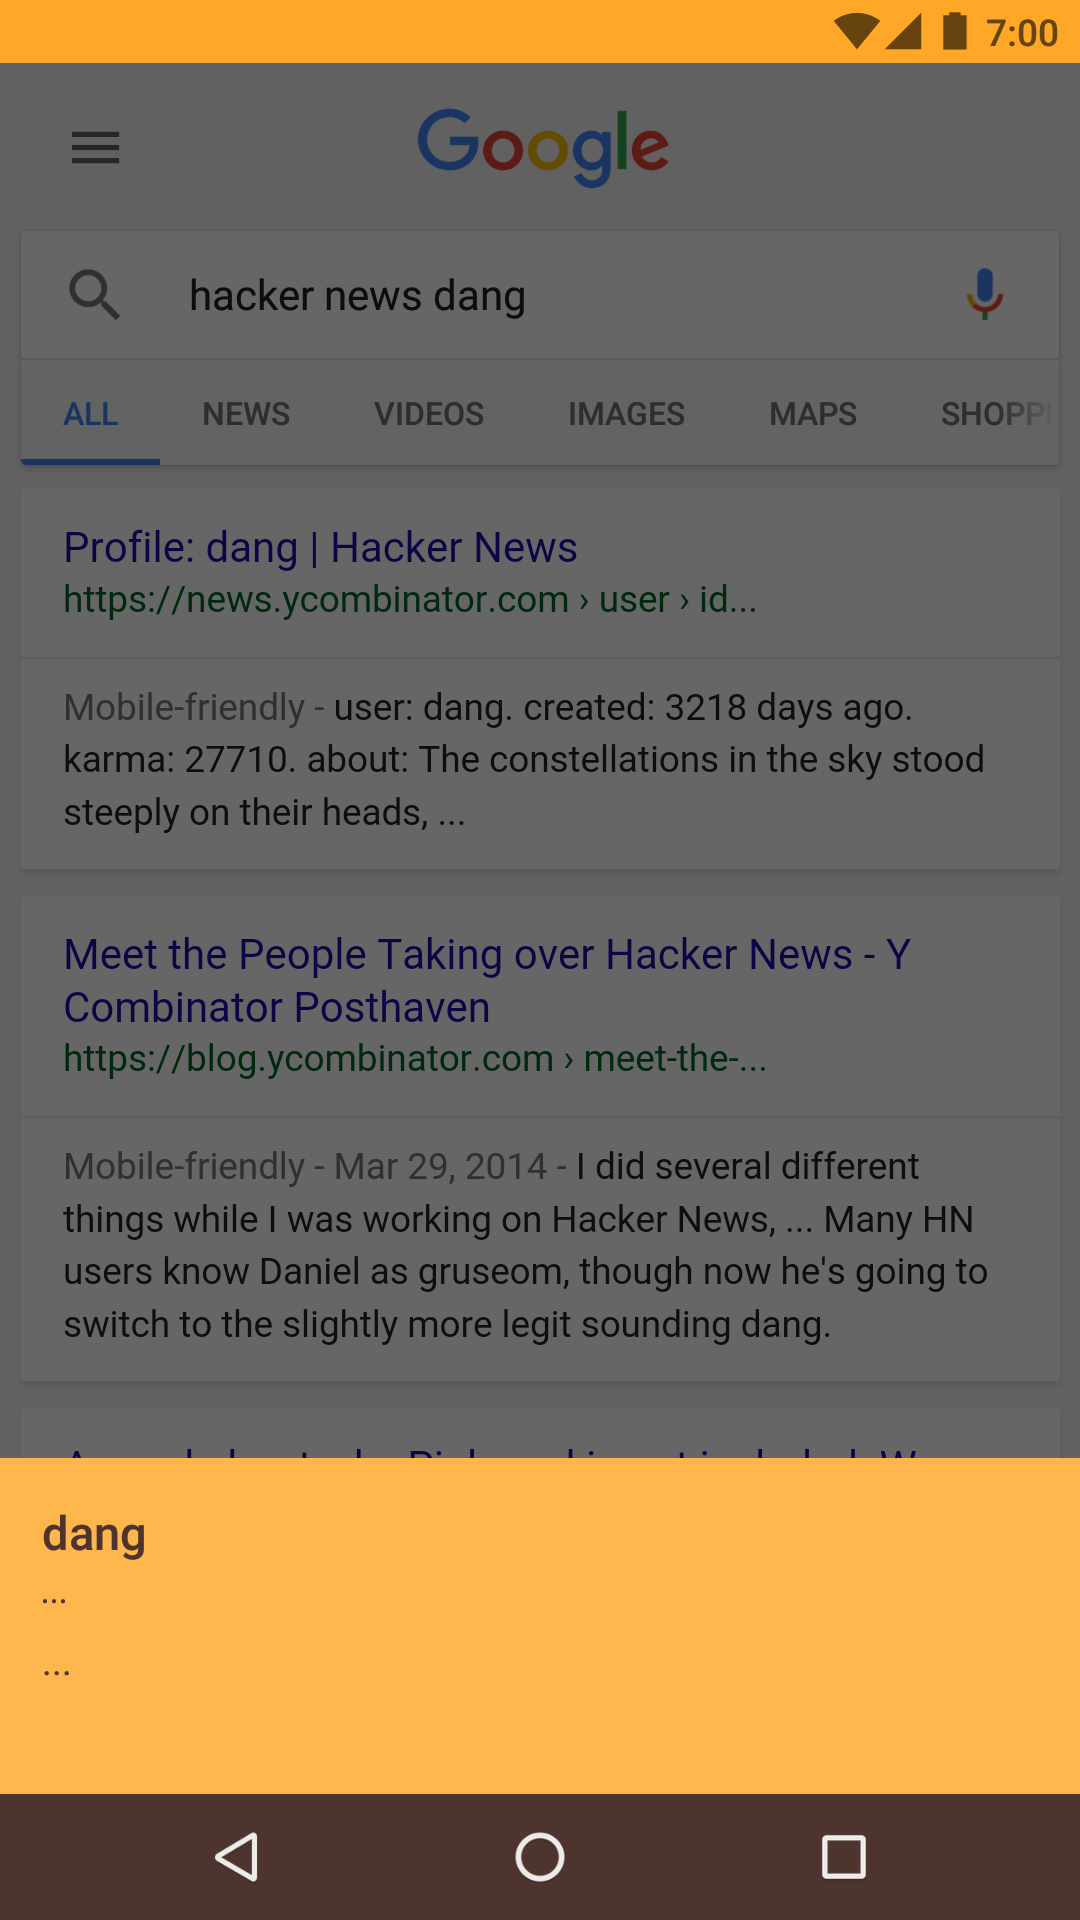 7:00
Google
hacker news dang
ALL NEWS VIDEOS IMAGES MAPS
Profile: dang | Hacker News
https://news.ycombinator.com › user › id...
Mobile-friendly - user: dang. created: 3218 days ago.
karma: 27710. about: The constellations in the sky stood
steeply on their heads, ...
Meet the People Taking over Hacker News - Y
Combinator Posthaven
https://blog.ycombinator.com › meet-the-...
Mobile-friendly - Mar 29, 2014 - I did several different
things while I was working on Hacker News, ... Many HN
users know Daniel as gruseom, though now he's going to
switch to the slightly more legit sounding dang.
dang
...
...